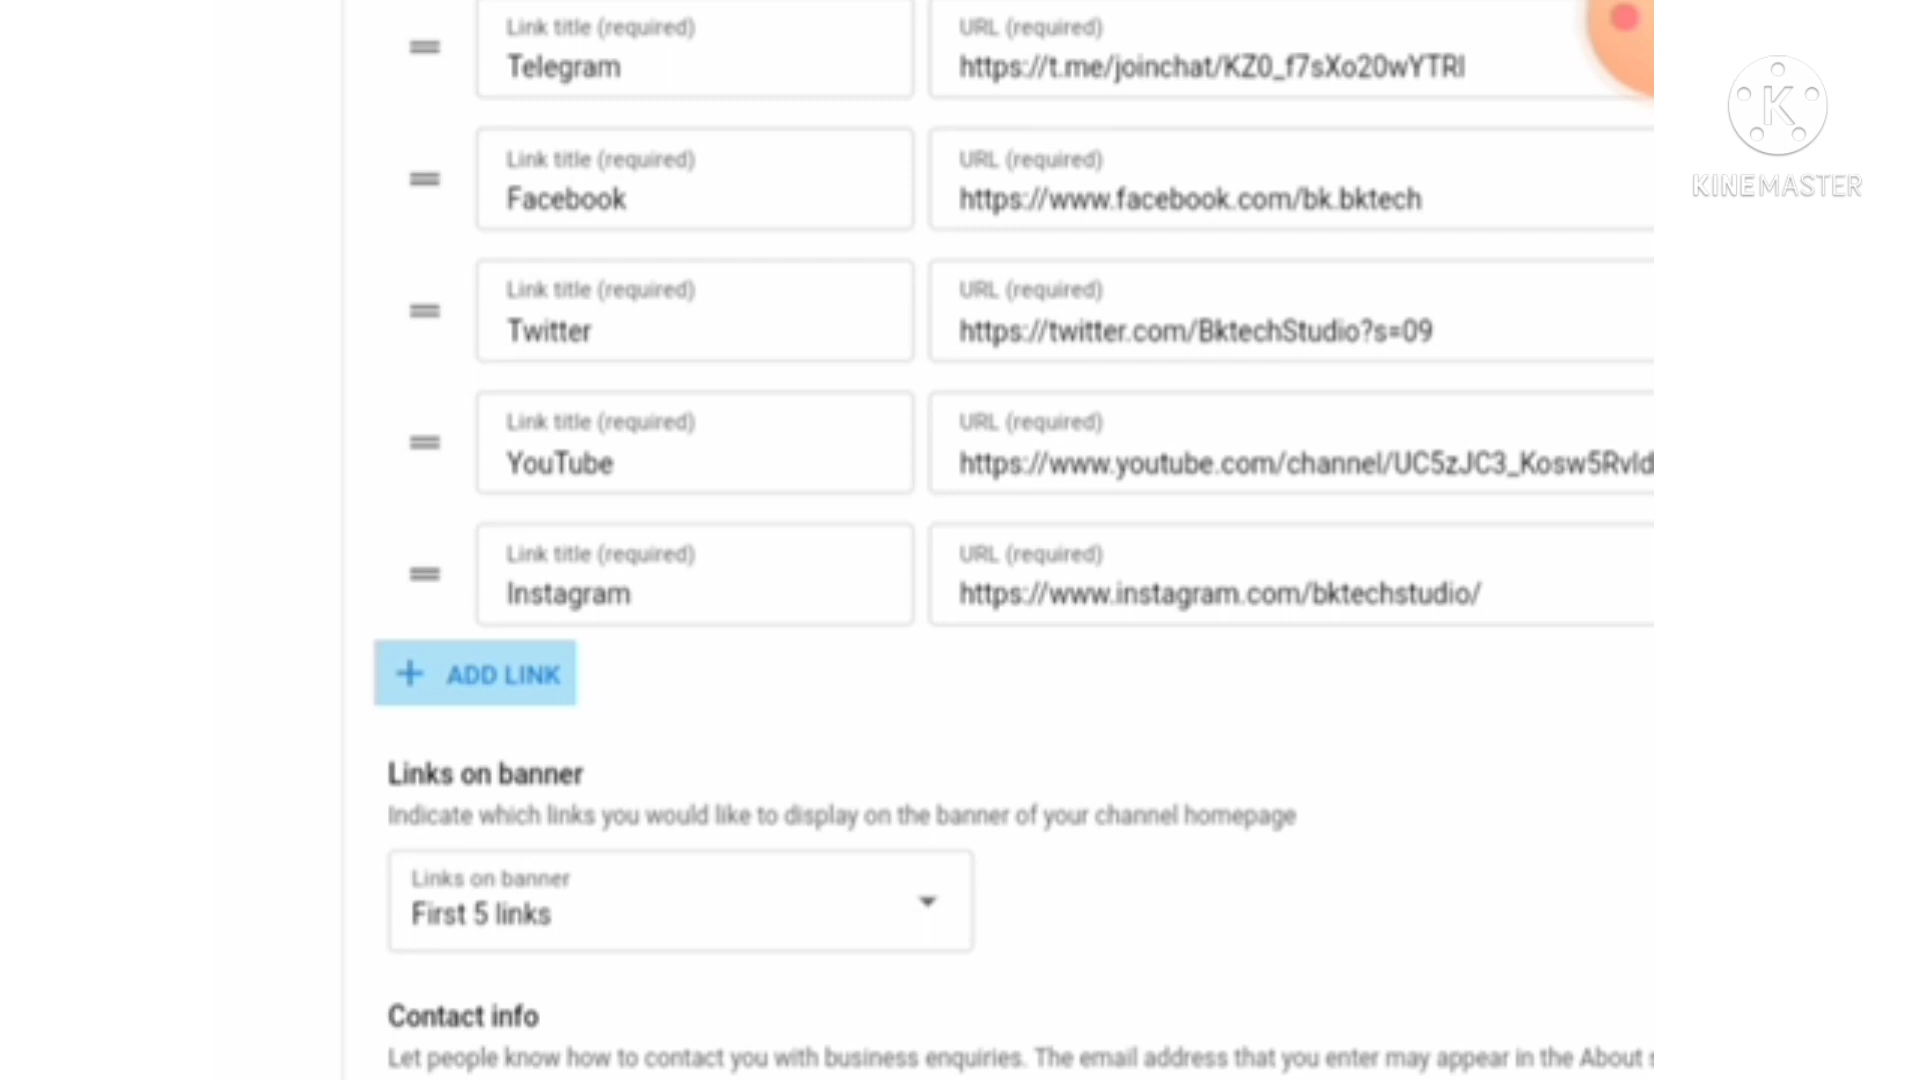 Link title (required)
URL (required)
Telegram
https://t.me/joinchat/KZ0_f7sXo20wYTRl
Link title (required)
URL (required)
Facebook
https://www.facebook.com/bk.bktech
Link title (required)
URL (required)
Twitter
https://twitter.com/BktechStudio?s=09
Link title (required)
URL (required)
YouTube
https://www.youtube.com/channel/UC5zJC3_Kosw5Rvld
Link title (required)
URL (required)
Instagram
https://www.instagram.com/bktechstudio/
+ ADD LINK
Links on banner
Indicate which links you would like to display on the banner of your channel homepage
Links on banner
First 5 links
Contact info
Let people know how to contact you with business enquiries. The email address that you enter may appear in the About
K
KINEMASTER